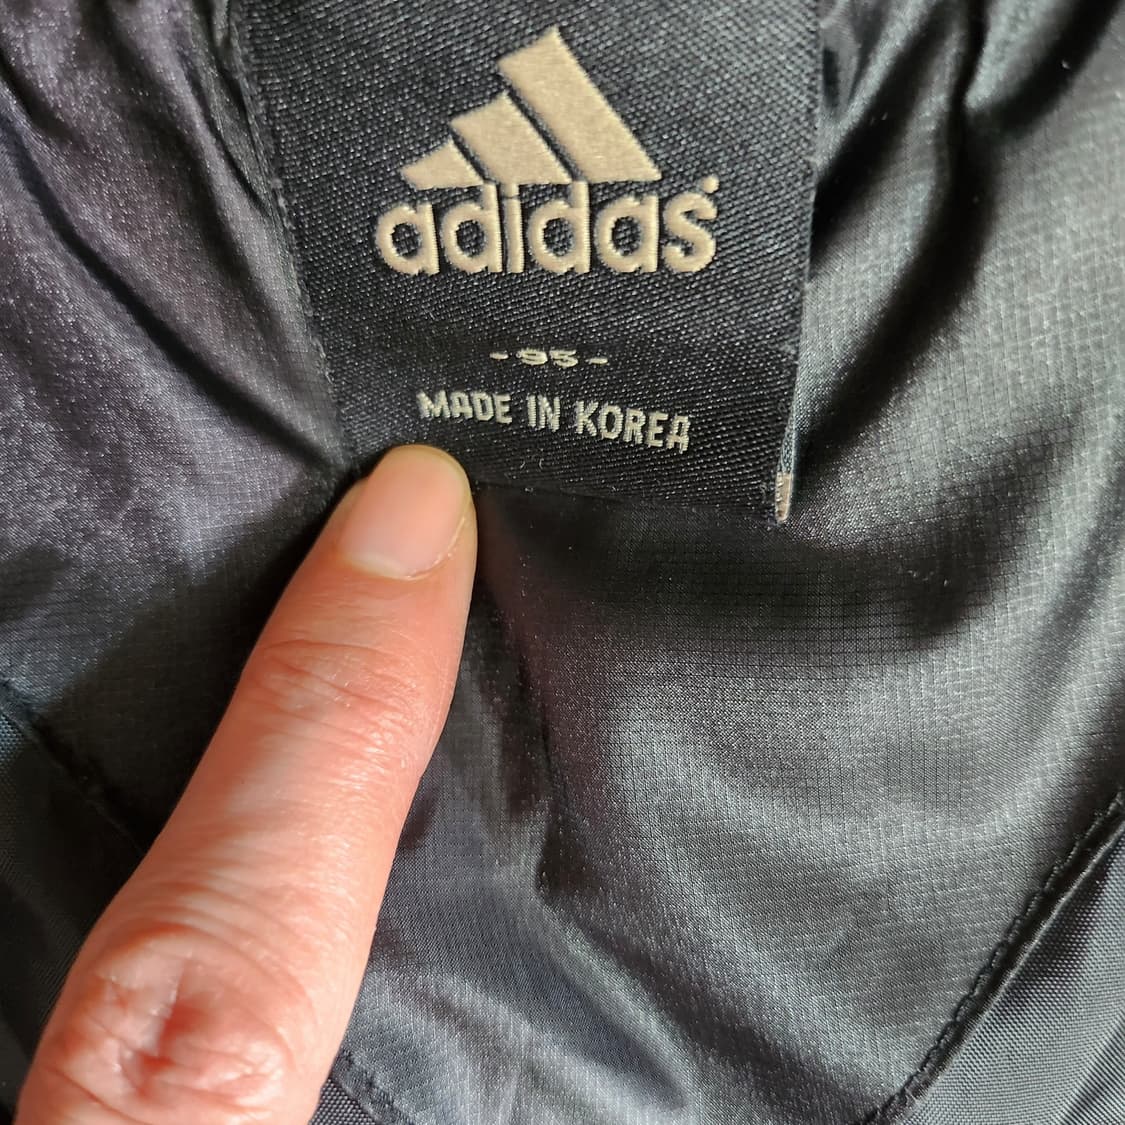 adidas
- 95 -
MADE IN KOREA